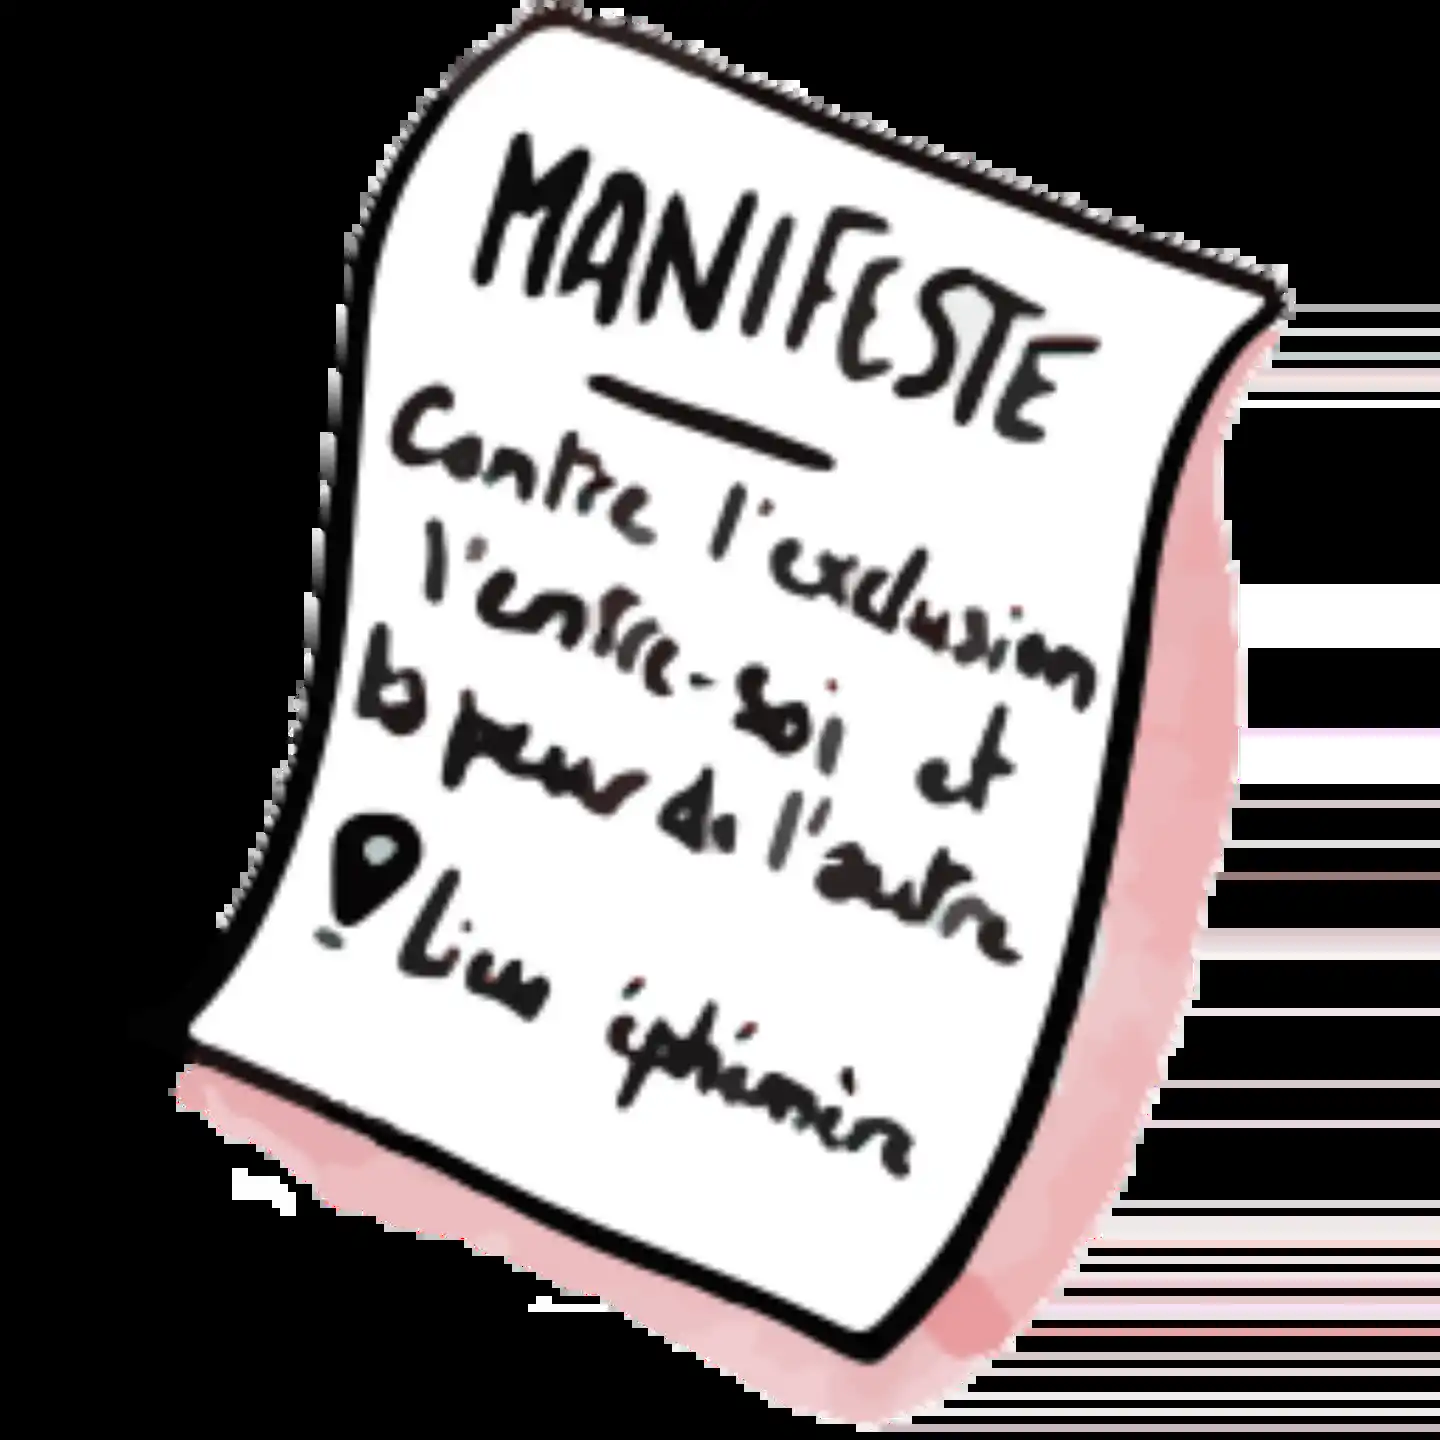 MANIFESTE
Contre l'exclusion
l'entre-soi et
la peur de l'autre
Lieu éphémère